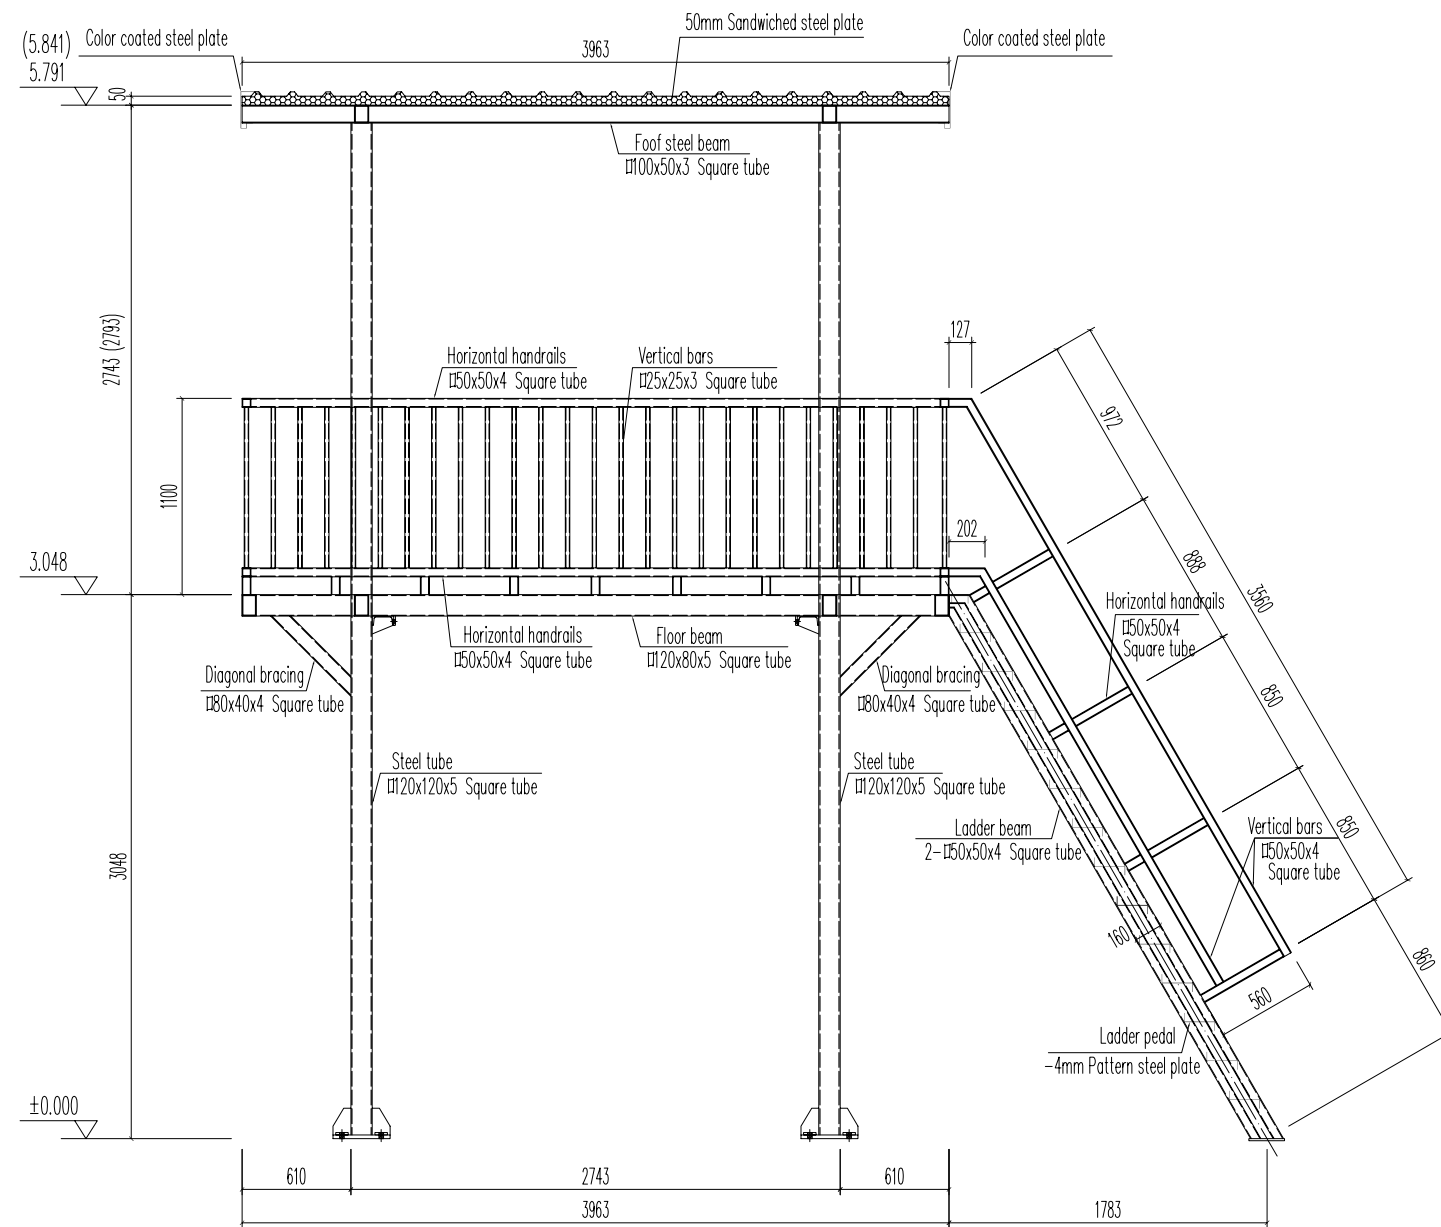 50mm Sandwiched steel plate
(5.841)
Color coated steel plate
Color coated steel plate
3963
5.791
50
Foof steel beam
□100x50x3 Square tube
2743 (2793)
127
Horizontal handrails
□50x50x4 Square tube
Vertical bars
□25x25x3 Square tube
972
1100
202
3.048
888
3560
Horizontal handrails
□50x50x4
Square tube
Horizontal handrails
□50x50x4 Square tube
Floor beam
□120x80x5 Square tube
Diagonal bracing
□80x40x4 Square tube
Diagonal bracing
□80x40x4 Square tube
850
Steel tube
□120x120x5 Square tube
Steel tube
□120x120x5 Square tube
Ladder beam
2-□50x50x4 Square tube
850
Vertical bars
□50x50x4
Square tube
3048
160
860
560
Ladder pedal
-4mm Pattern steel plate
±0.000
610
2743
610
3963
1783